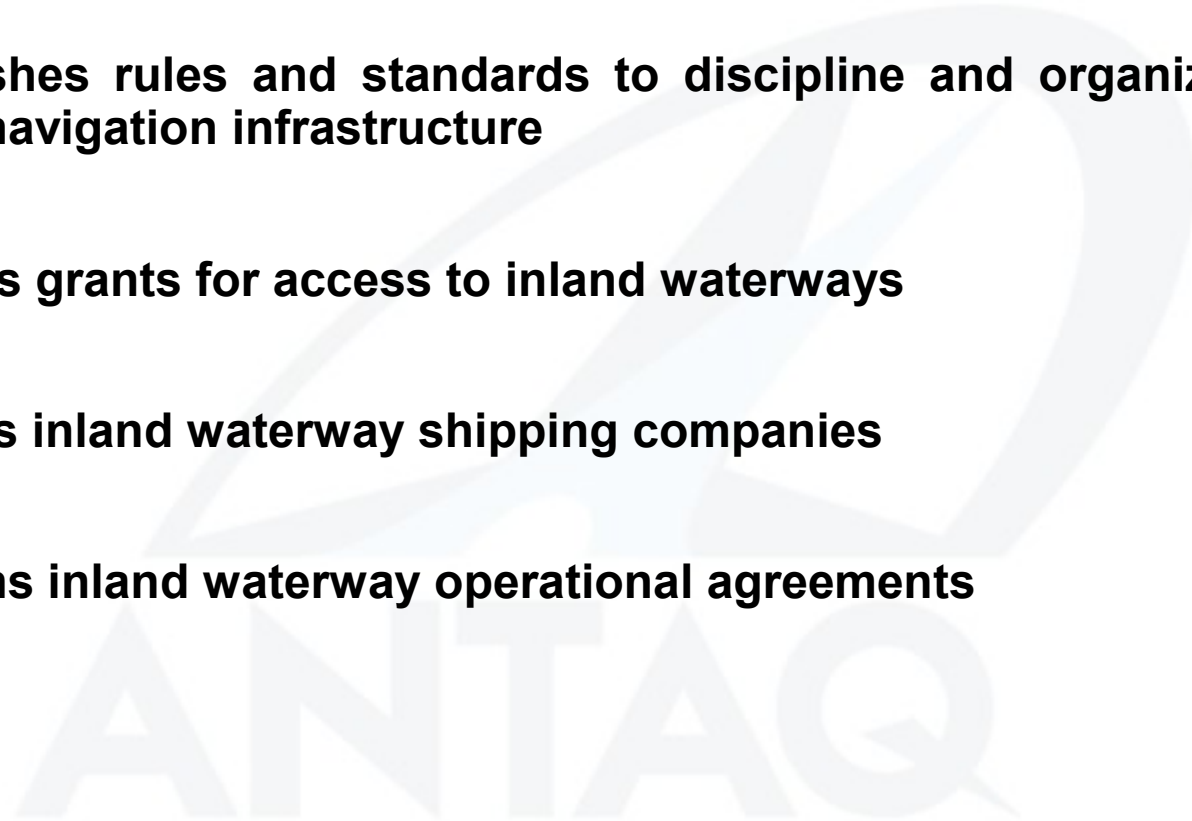 shes rules and standards to discipline and organiz
navigation infrastructure
s grants for access to inland waterways
s inland waterway shipping companies
ns inland waterway operational agreements
ANTAQ